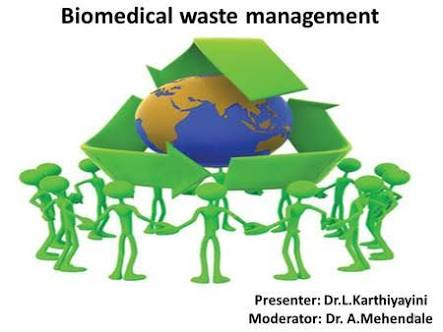 Biomedical waste management
Presenter: Dr.L.Karthiyayini
Moderator: Dr. A.Mehendale